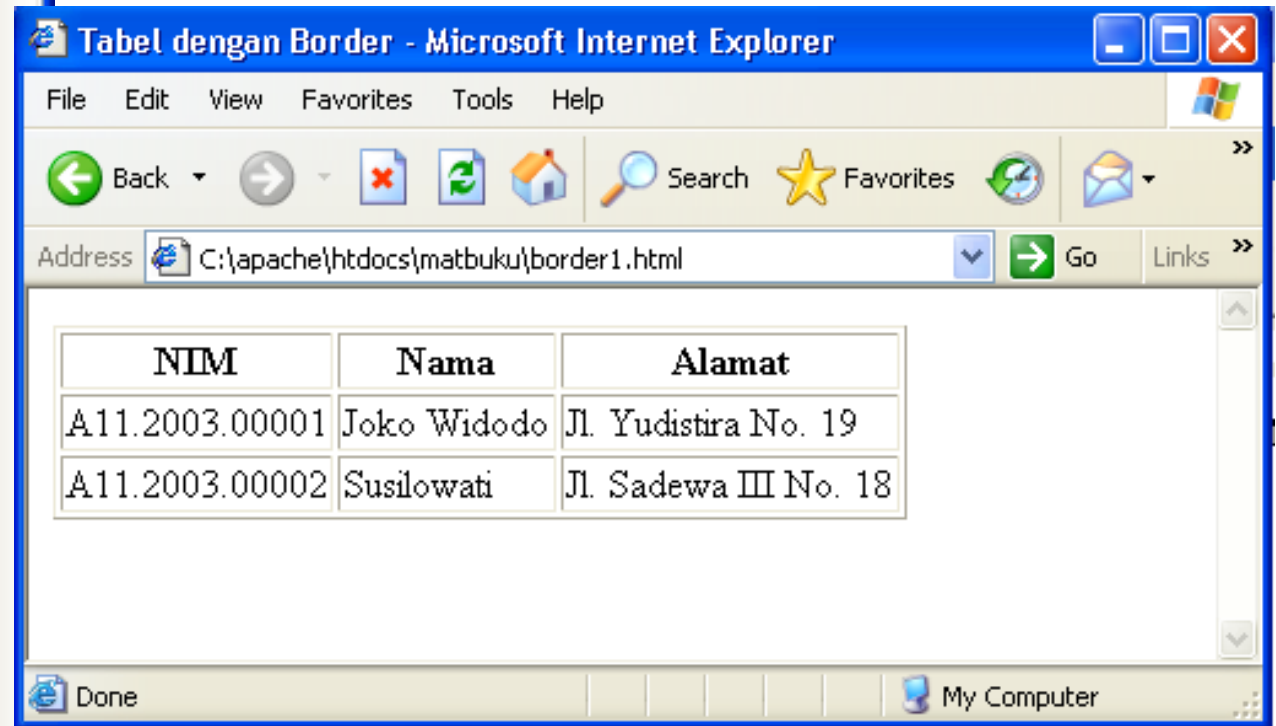 Tabel dengan Border - Microsoft Internet Explorer
File Edit View Favorites Tools Help
Back Search Favorites
Address C:\apache\htdocs\matbuku\border1.html Go Links
NIM Nama Alamat
A11.2003.00001 Joko Widodo Jl. Yudistira No. 19
A11.2003.00002 Susilowati Jl. Sadewa III No. 18
Done My Computer